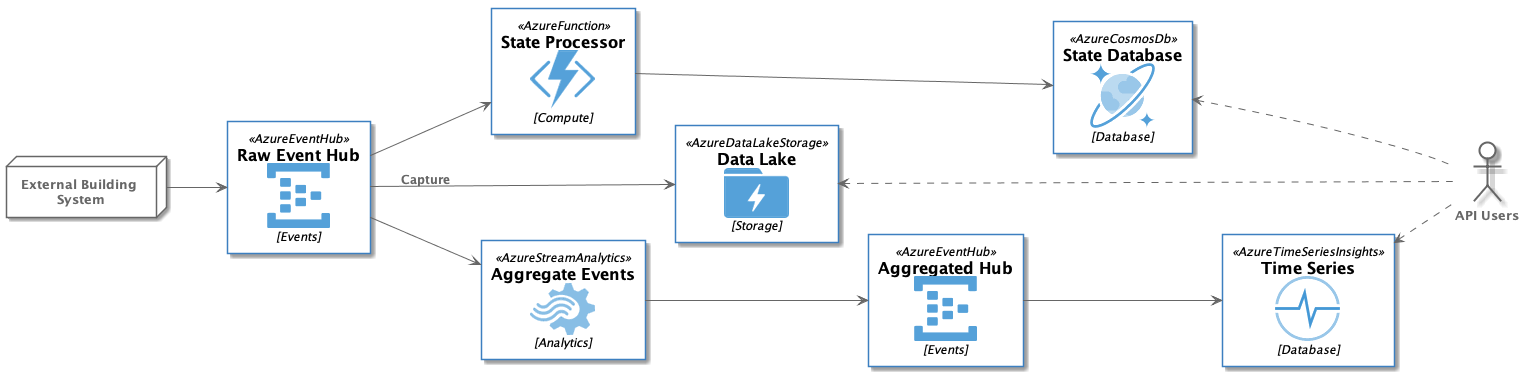 External Building
System
«AzureEventHub»
Raw Event Hub
[Events]
«AzureFunction»
State Processor
[Compute]
Capture
«AzureDataLakeStorage»
Data Lake
[Storage]
«AzureStreamAnalytics»
Aggregate Events
[Analytics]
«AzureEventHub»
Aggregated Hub
[Events]
«AzureCosmosDb»
State Database
[Database]
«AzureTimeSeriesInsights»
Time Series
[Database]
API Users